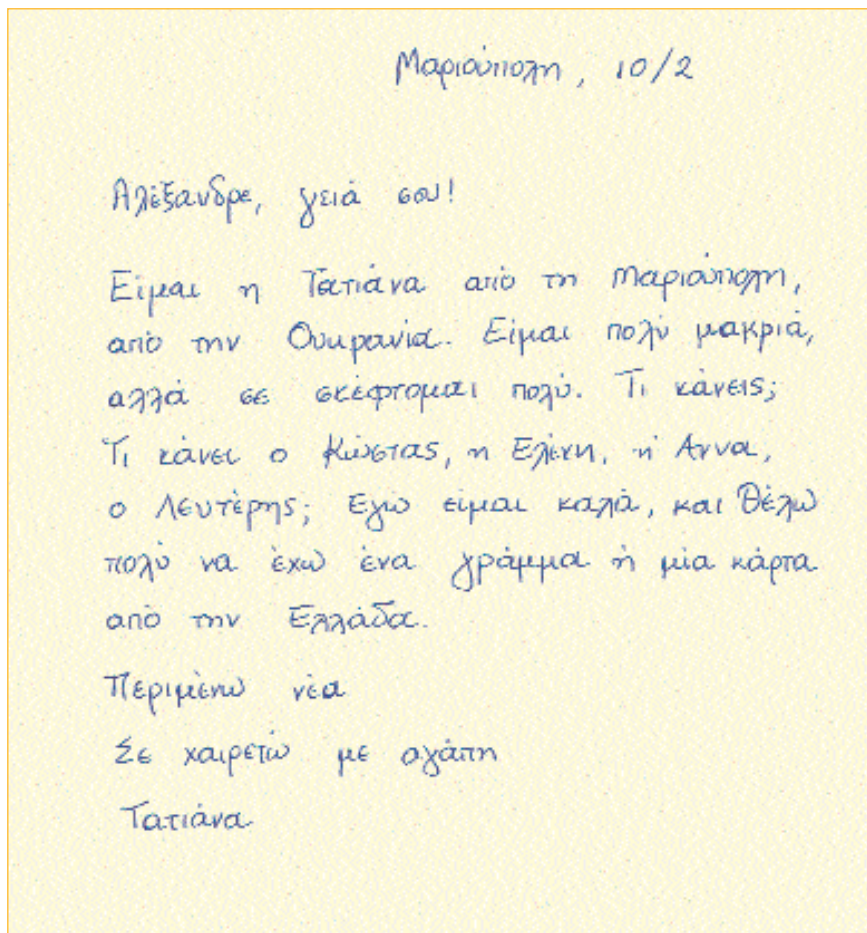 Μαριούπολη, 10/2
Αλέξανδρε, γειά σου!
Είμαι η Τατιάνα από τη Μαριούπολη,
από την Ουκρανία. Είμαι πολύ μακριά,
αλλά σε σκέφτομαι πολύ. Τι κάνεις;
Τι κάνει ο Κώστας, η Ελένη, η Άννα,
ο Λευτέρης; Εγώ είμαι καλά, και θέλω
πολύ να έχω ένα γράμμα ή μία κάρτα
από την Ελλάδα.
Περιμένω νέα
Σε χαιρετώ με αγάπη
Τατιάνα